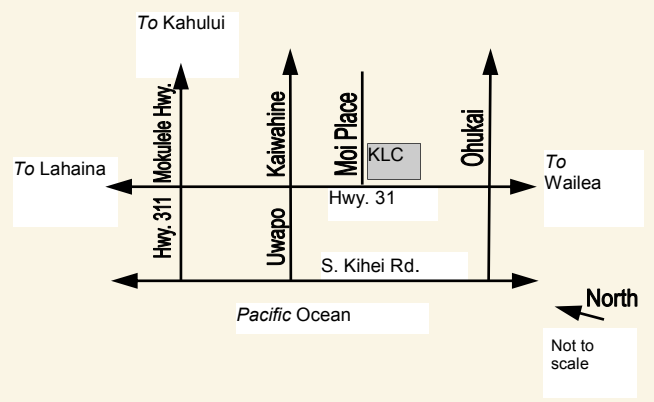 To Kahului
Mokulele Hwy.
Kaiwahine
Moi Place
Ohukai
KLC
To Lahaina
To
Wailea
Hwy. 31
Hwy. 311
Uwapo
S. Kihei Rd.
North
Pacific Ocean
Not to
scale